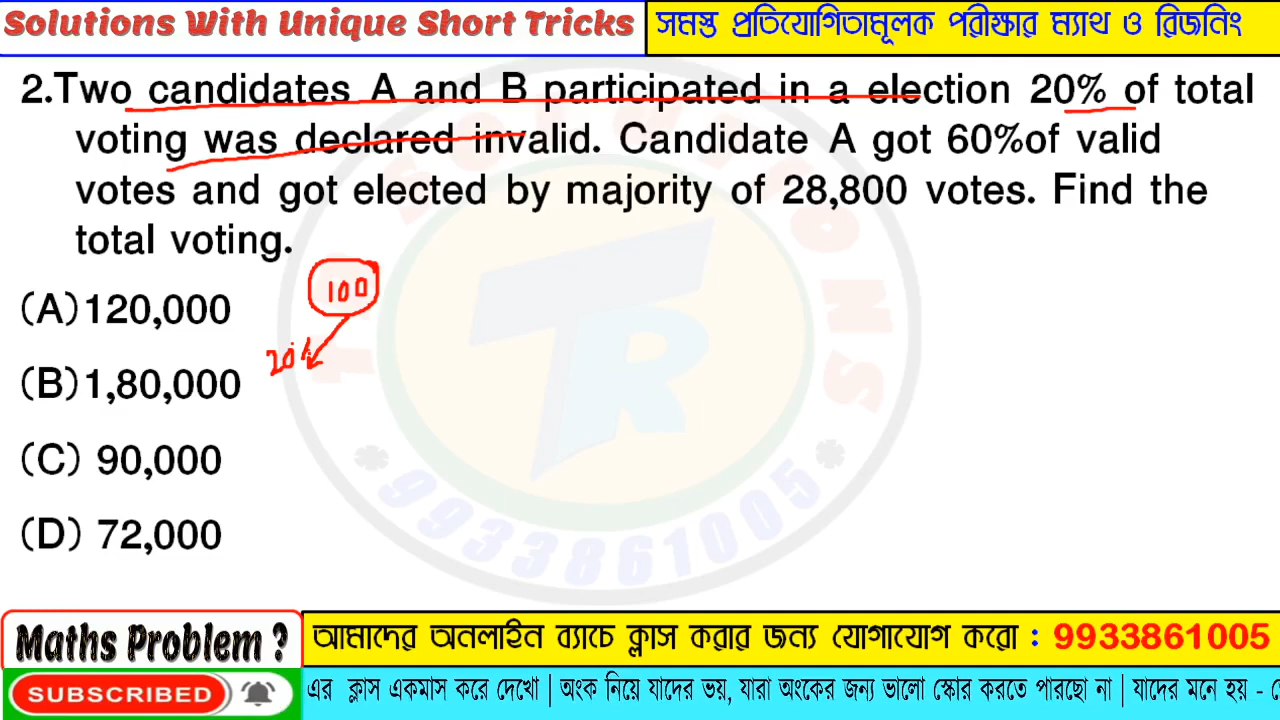 Solutions With Unique Short Tricks
সমস্ত প্রতিযোগিতামূলক পরীক্ষার ম্যাথ ও রিজনিং
2.Two candidates A and B participated in a election 20% of total
voting was declared invalid. Candidate A got 60%of valid
votes and got elected by majority of 28,800 votes. Find the
total voting.
100
(A)120,000
20%
(B)1,80,000
(C) 90,000
(D) 72,000
TR SOLUTIONS
9933861005
Maths Problem ?
আমাদের অনলাইন ব্যাচে ক্লাস করার জন্য যোগাযোগ করো : 9933861005
SUBSCRIBED
এর ক্লাস একমাস করে দেখো | অংক নিয়ে যাদের ভয়, যারা অংকের জন্য ভালো স্কোর করতে পারছো না | যাদের মনে হয় -